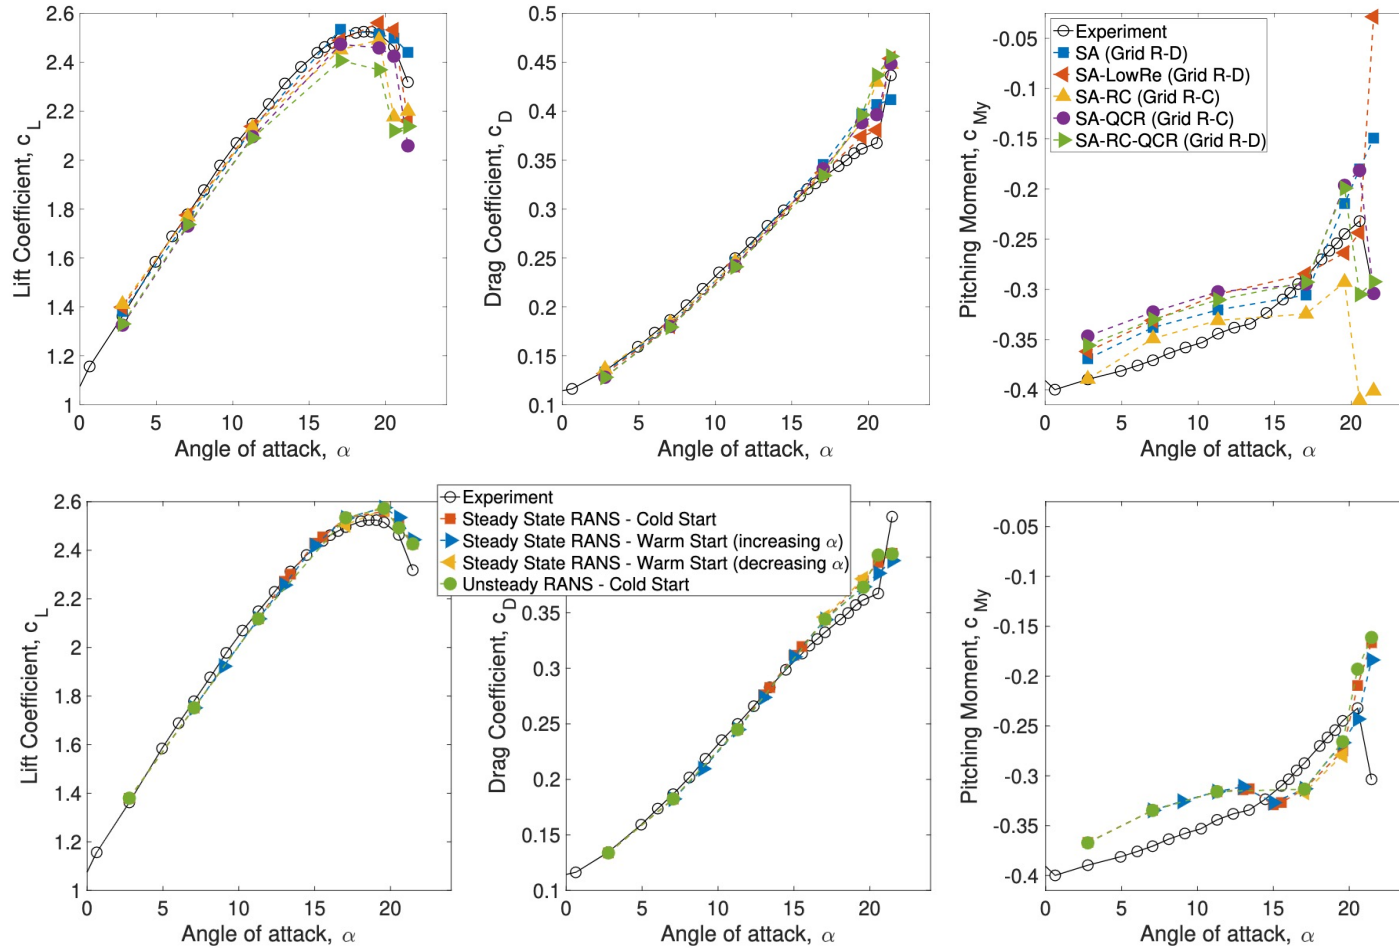 2.6
2.4
2.2
2
1.8
1.6
1.4
1.2
1
0 5 10 15 20
Lift Coefficient, c_L
Angle of attack, α
0.5
0.45
0.4
0.35
0.3
0.25
0.2
0.15
0.1
0 5 10 15 20
Drag Coefficient, c_D
Angle of attack, α
-0.05
-0.1
-0.15
-0.2
-0.25
-0.3
-0.35
-0.4
0 5 10 15 20
Pitching Moment, c_My
Angle of attack, α
Experiment
SA (Grid R-D)
SA-LowRe (Grid R-D)
SA-RC (Grid R-C)
SA-QCR (Grid R-C)
SA-RC-QCR (Grid R-D)
2.6
2.4
2.2
2
1.8
1.6
1.4
1.2
1
0 5 10 15 20
Lift Coefficient, c_L
Angle of attack, α
Experiment
Steady State RANS - Cold Start
Steady State RANS - Warm Start (increasing α)
Steady State RANS - Warm Start (decreasing α)
Unsteady RANS - Cold Start
0.35
0.3
0.25
0.2
0.15
0.1
0 5 10 15 20
Drag Coefficient, c_D
Angle of attack, α
-0.05
-0.1
-0.15
-0.2
-0.25
-0.3
-0.35
-0.4
0 5 10 15 20
Pitching Moment, c_My
Angle of attack, α